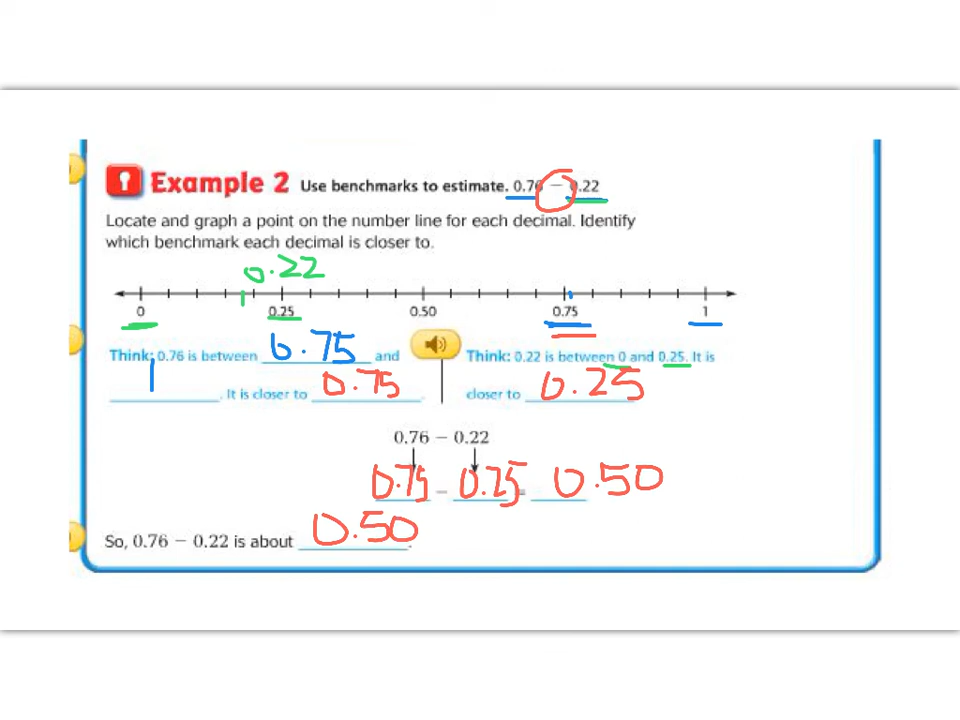 Example 2 Use benchmarks to estimate. 0.76 − 0.22
Locate and graph a point on the number line for each decimal. Identify
which benchmark each decimal is closer to.
0.22
0 0.25 0.50 0.75 1
Think: 0.76 is between 0.75 and
1. It is closer to 0.75.
Think: 0.22 is between 0 and 0.25. It is
closer to 0.25
0.76 − 0.22
0.75 − 0.25 = 0.50
So, 0.76 − 0.22 is about 0.50.